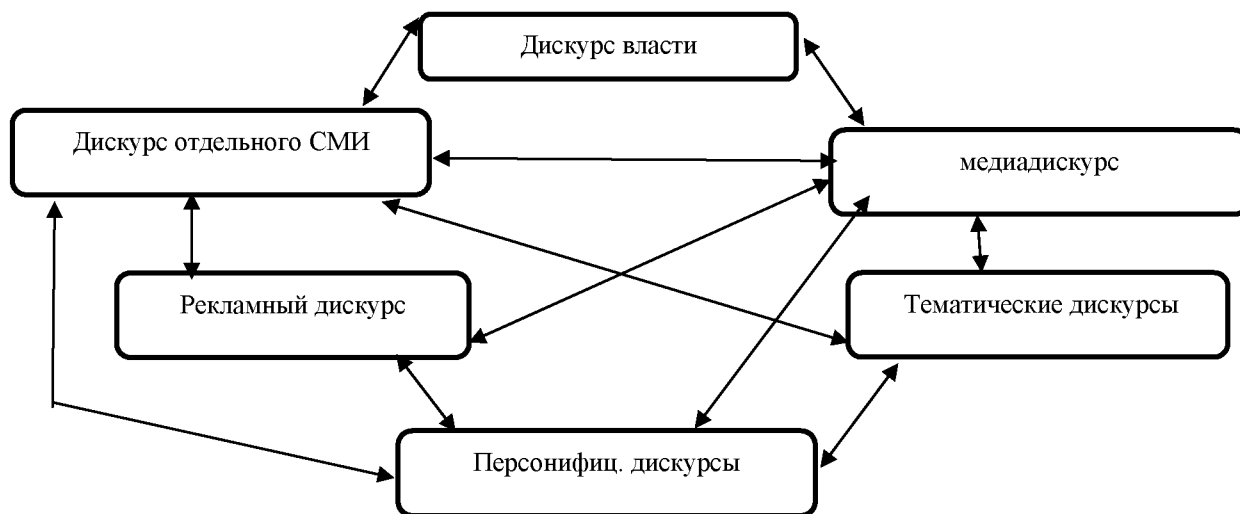 Дискурс власти
Дискурс отдельного СМИ
медиадискурс
Рекламный дискурс
Тематические дискурсы
Персонифиц. дискурсы